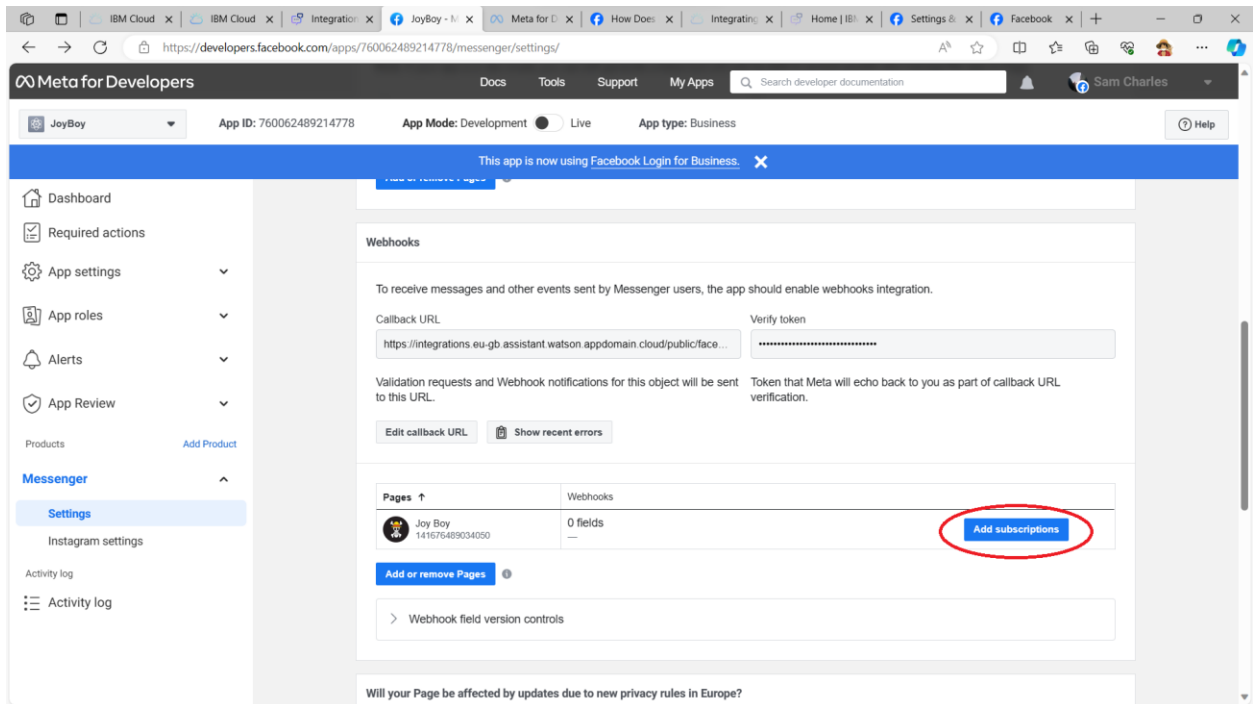 IBM Cloud
IBM Cloud
Integration
JoyBoy - M
Meta for D
How Does
Integrating
Home | IBM
Settings &
Facebook
https://developers.facebook.com/apps/760062489214778/messenger/settings/
Meta for Developers
Docs Tools Support My Apps Search developer documentation Sam Charles
JoyBoy App ID: 760062489214778 App Mode: Development Live App type: Business Help
This app is now using Facebook Login for Business.
Dashboard
Required actions
App settings
App roles
Alerts
App Review
Products Add Product
Messenger
Settings
Instagram settings
Activity log
Activity log
Add or remove Pages
Webhooks
To receive messages and other events sent by Messenger users, the app should enable webhooks integration.
Callback URL Verify token
https://integrations.eu-gb.assistant.watson.appdomain.cloud/public/face... ••••••••••••••••••••••••••••••••
Validation requests and Webhook notifications for this object will be sent
to this URL.
Token that Meta will echo back to you as part of callback URL
verification.
Edit callback URL Show recent errors
Pages ↑ Webhooks
Joy Boy 0 fields Add subscriptions
141676489034050 —
Add or remove Pages
Webhook field version controls
Will your Page be affected by updates due to new privacy rules in Europe?